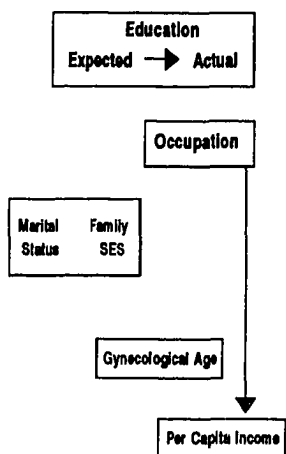 Education
Expected Actual
Occupation
Marital Family
Status SES
Gynecological Age
Per Capita Income